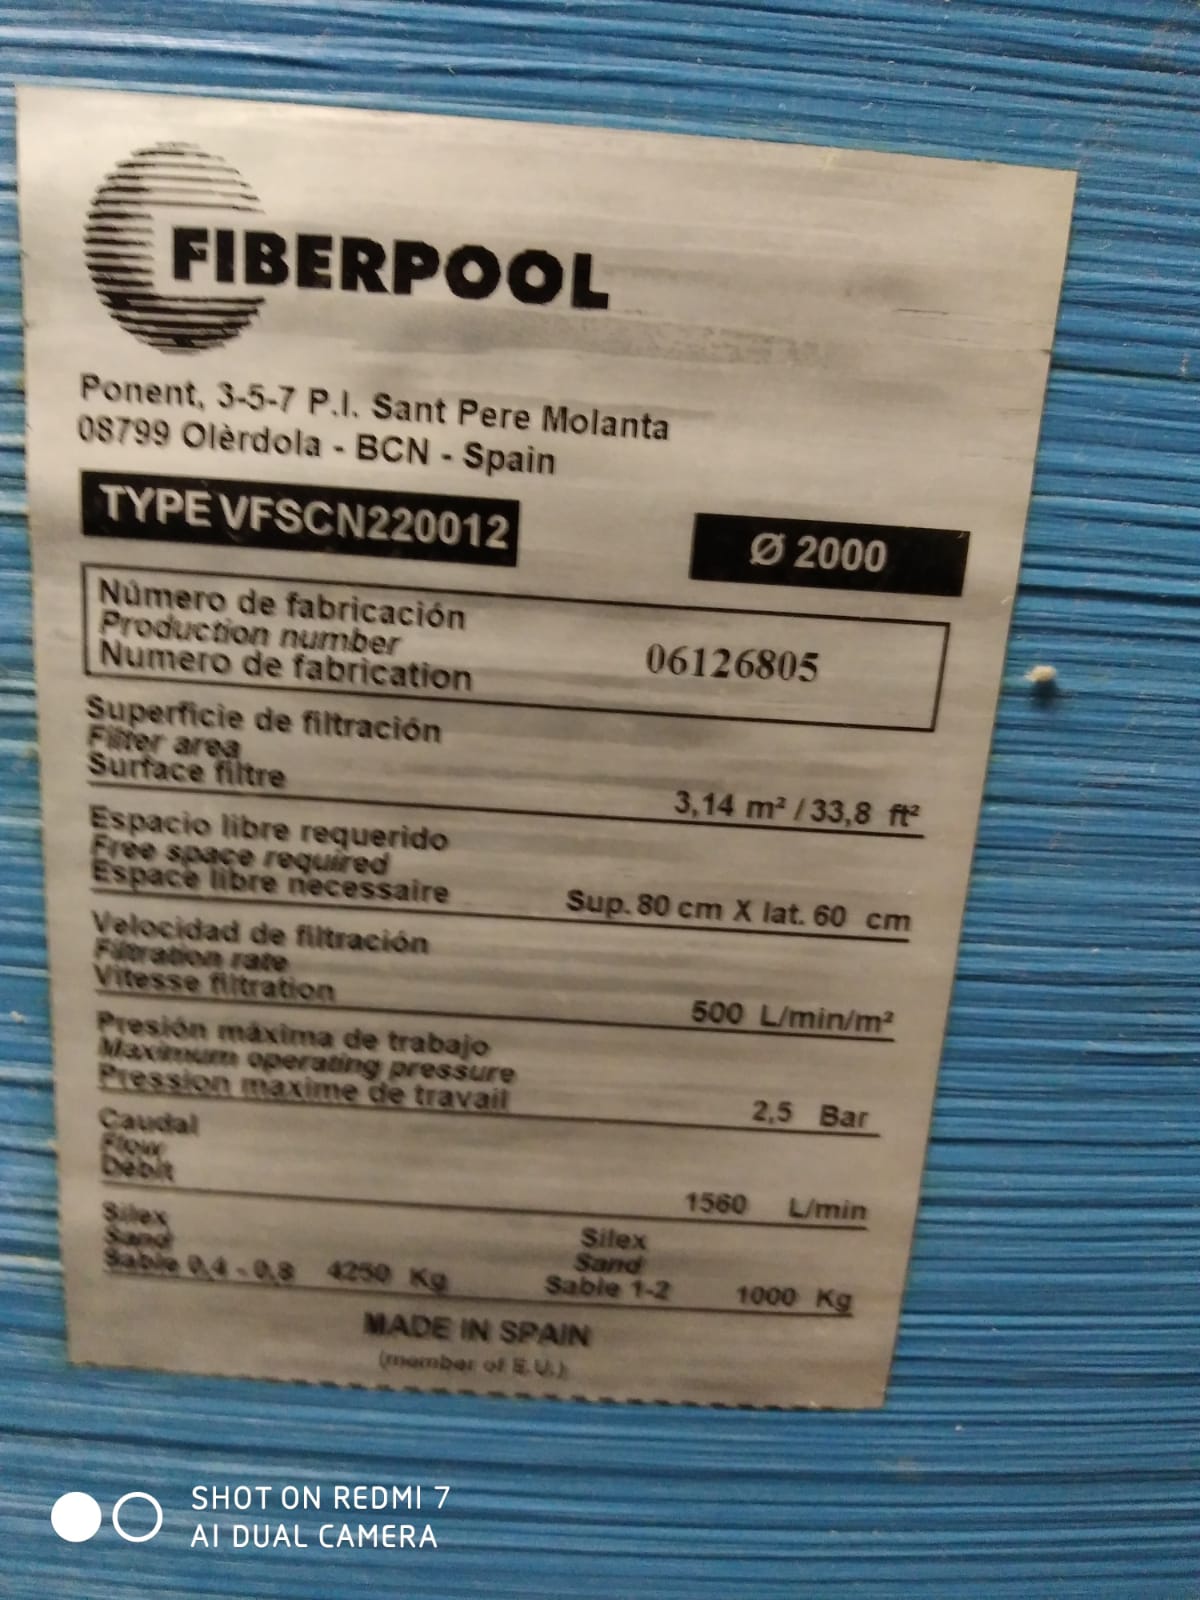 FIBERPOOL
Ponent, 3-5-7 P.I. Sant Pere Molanta
08799 Olèrdola - BCN - Spain
TYPE VFSCN220012 Ø 2000
Número de fabricación
Production number
Numero de fabrication
06126805
Superficie de filtración
Filter area
Surface filtre
3,14 m² / 33,8 ft²
Espacio libre requerido
Free space required
Espace libre necessaire
Sup. 80 cm X lat. 60 cm
Velocidad de filtración
Filtration rate
Vitesse filtration
500 L/min/m²
Presión máxima de trabajo
Maximum operating pressure
Pression maxime de travail
2,5 Bar
Caudal
Flow
Debit
1560 L/min
Silex
Sand
Sable 0,4 - 0,8 4250 Kg
Silex
Sand
Sable 1-2 1000 Kg
MADE IN SPAIN
(member of E.U.)
SHOT ON REDMI 7
AI DUAL CAMERA